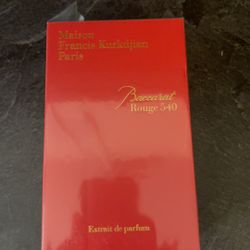 Maison
Francis Kurkdjian
Paris
Baccarat
Rouge 540
Extrait de parfum